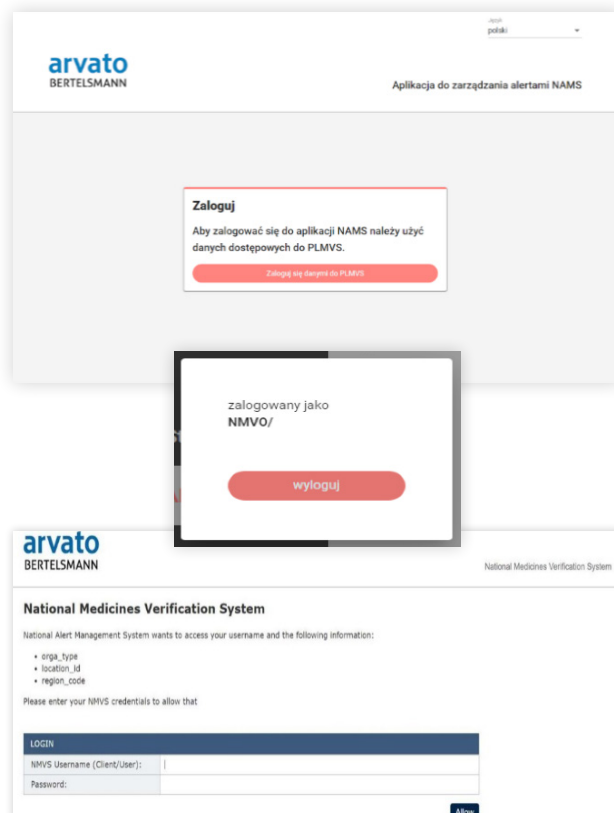 Język
polski
arvato
BERTELSMANN
Aplikacja do zarządzania alertami NAMS
Zaloguj
Aby zalogować się do aplikacji NAMS należy użyć
danych dostępowych do PLMVS.
Zaloguj się danymi do PLMVS
zalogowany jako
NMVO/
wyloguj
arvato
BERTELSMANN
National Medicines Verification System
National Medicines Verification System
National Alert Management System wants to access your username and the following information:
• orga_type
• location_id
• region_code
Please enter your NMVS credentials to allow that
LOGIN
NMVS Username (Client/User):
Password:
Allow